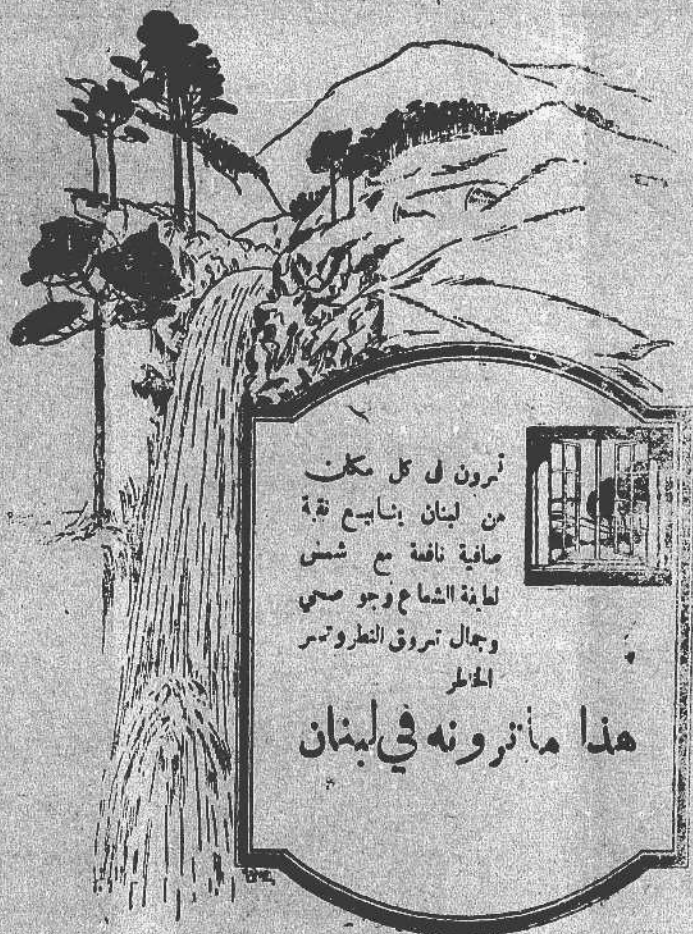 ترون فى كل مكان
من لبنان ينابيع نقية
صافية نافعة مع شمس
لطيفة الشعاع وجو صحي
وجمال تروق النظر وتسر
الخاطر
هذا ما ترونه في لبنان